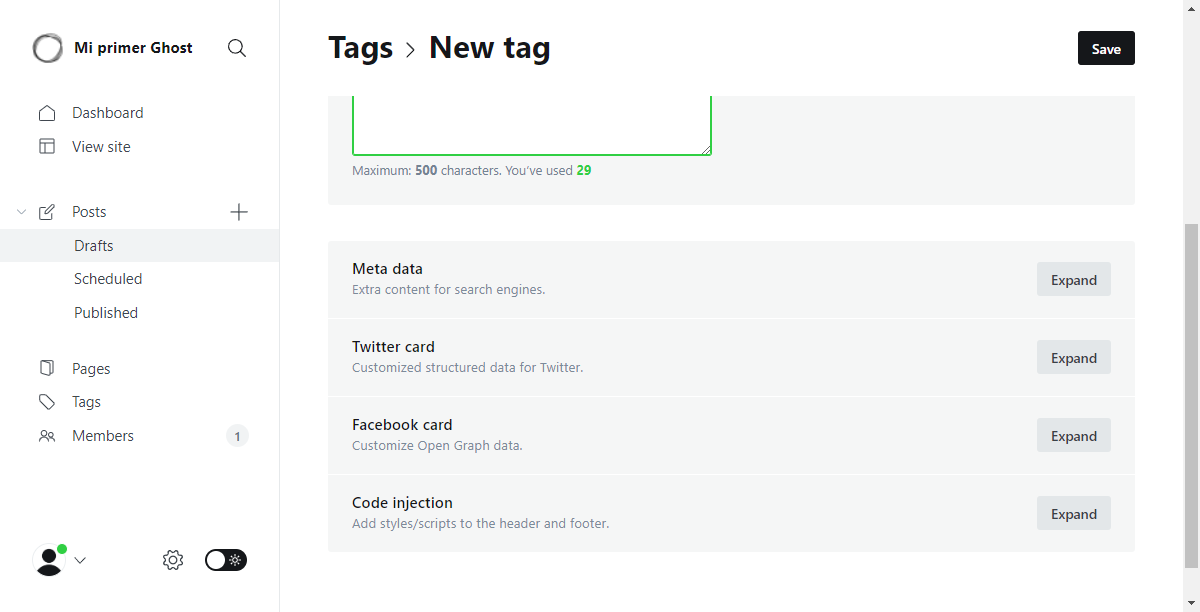 Mi primer Ghost
Dashboard
View site
Posts
Drafts
Scheduled
Published
Pages
Tags
Members
1
Tags > New tag
Save
Maximum: 500 characters. You've used 29
Meta data
Extra content for search engines.
Expand
Twitter card
Customized structured data for Twitter.
Expand
Facebook card
Customize Open Graph data.
Expand
Code injection
Add styles/scripts to the header and footer.
Expand